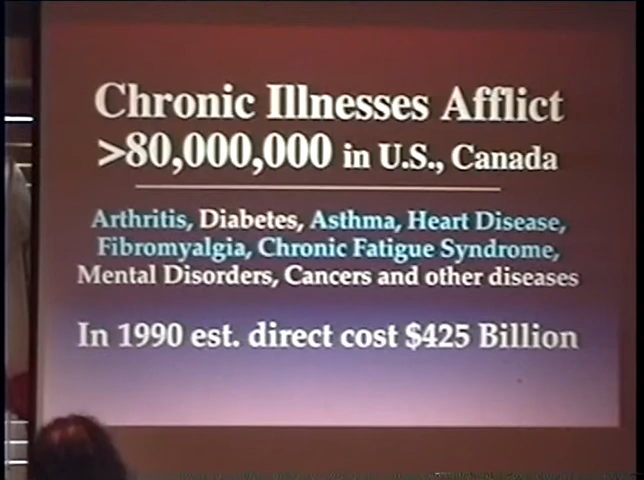 Chronic Illnesses Afflict
>80,000,000 in U.S., Canada
Arthritis, Diabetes, Asthma, Heart Disease,
Fibromyalgia, Chronic Fatigue Syndrome,
Mental Disorders, Cancers and other diseases
In 1990 est. direct cost $425 Billion